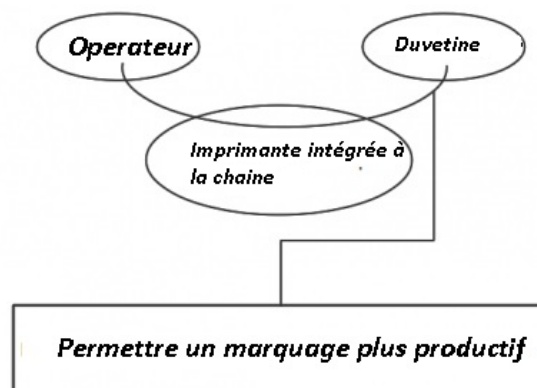 Operateur
Duvetine
Imprimante intégrée à
la chaine
Permettre un marquage plus productif